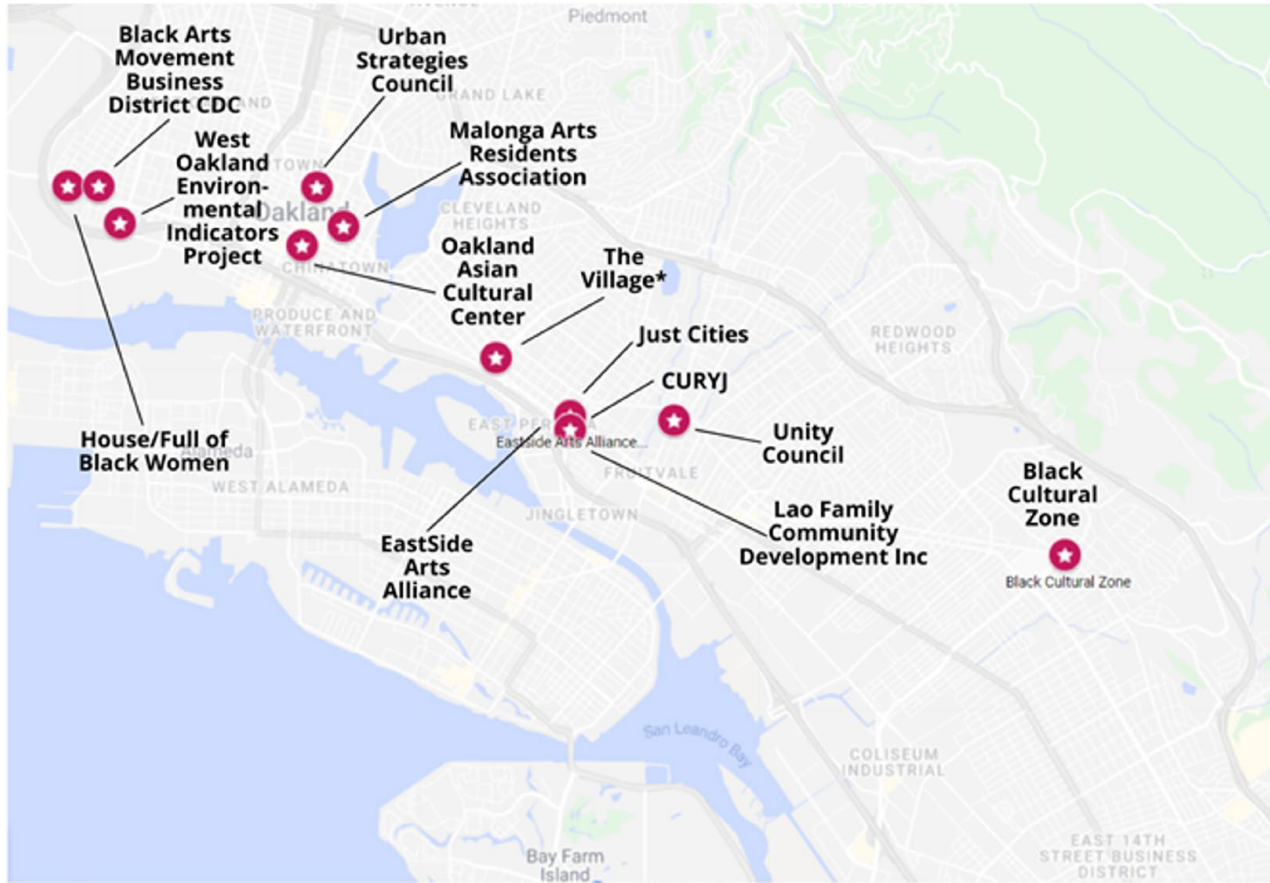 Piedmont
Black Arts
Movement
Business
District CDC
Urban
Strategies
Council
GRAND LAKE
West
Oakland
Environ-
mental
Indicators
Project
Malonga Arts
Residents
Association
Oakland
CLEVELAND
HEIGHTS
CHINATOWN
Oakland
Asian
Cultural
Center
The
Village*
PRODUCE AND
WATERFRONT
REDWOOD
HEIGHTS
Just Cities
CURYJ
Eastside Arts Alliance...
FRUITVALE
Unity
Council
House/Full of
Black Women
Alameda
WEST ALAMEDA
JINGLETOWN
Black
Cultural
Zone
Black Cultural Zone
Lao Family
Community
Development Inc
EastSide
Arts
Alliance
San Leandro Bay
COLISEUM
INDUSTRIAL
EAST 14TH
STREET BUSINESS
DISTRICT
Bay Farm
Island